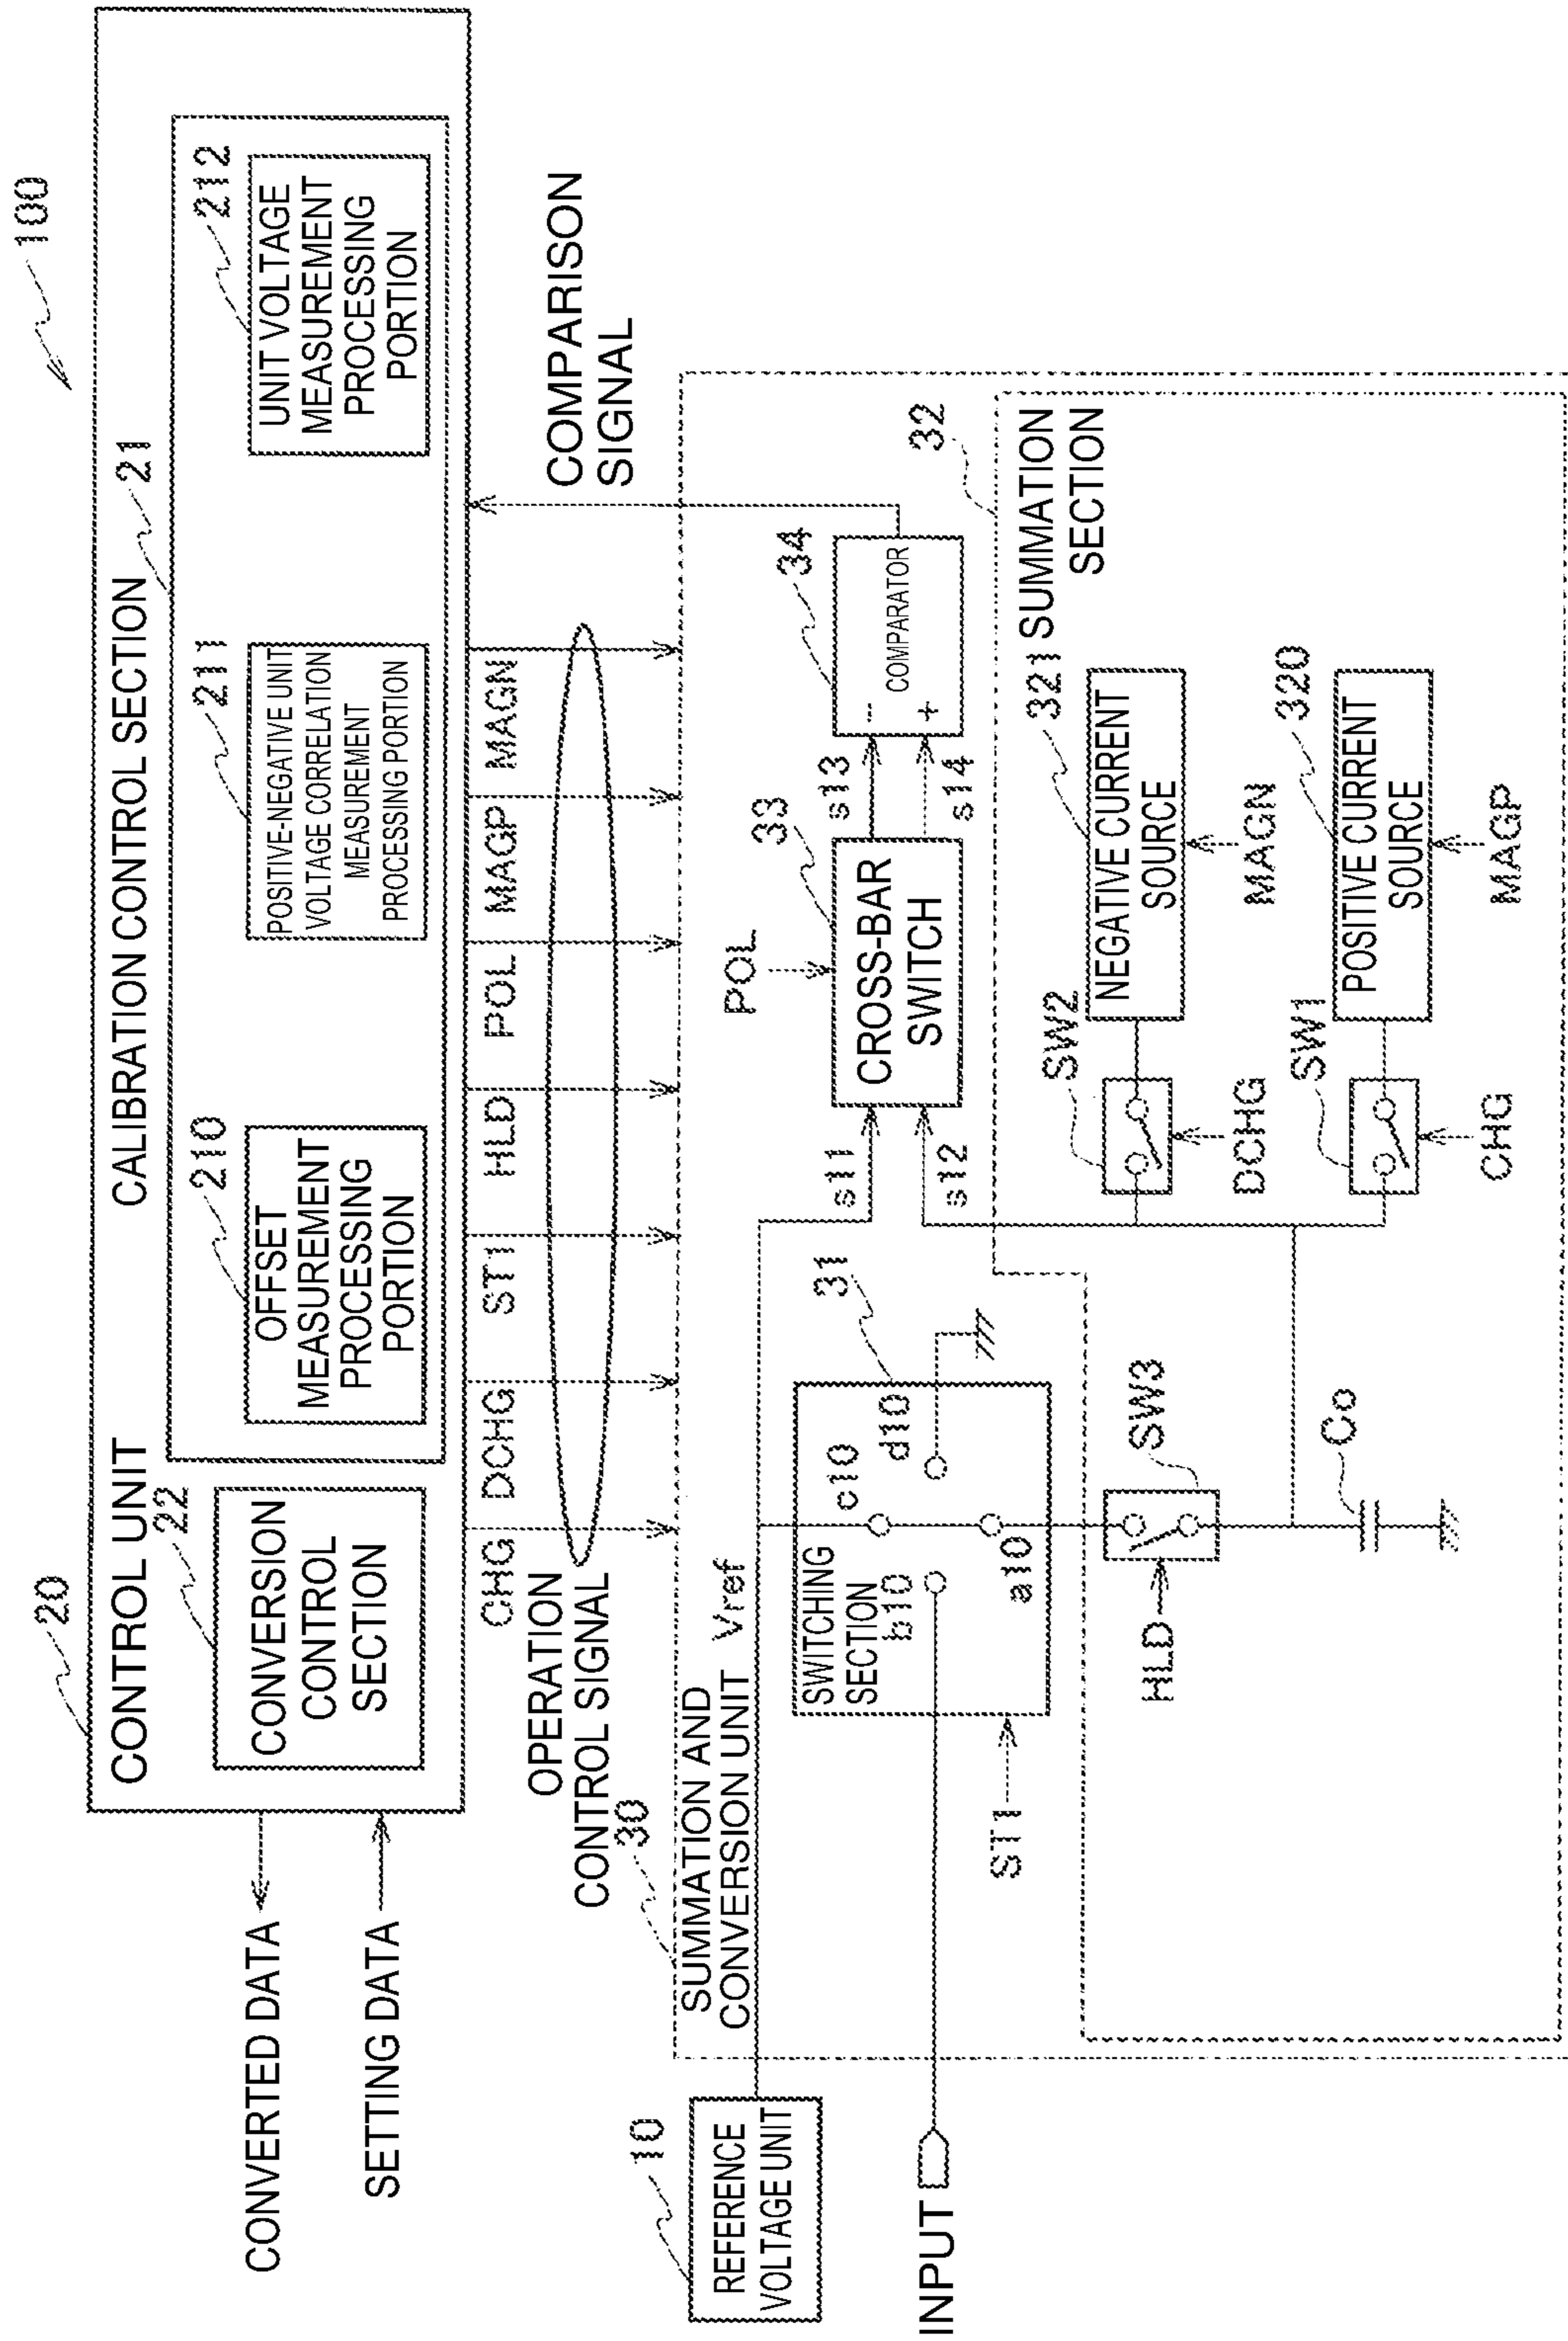 100
20
CONTROL UNIT
22
CONVERSION
CONTROL
SECTION
CALIBRATION CONTROL SECTION
21
210
OFFSET
MEASUREMENT
PROCESSING
PORTION
211
POSITIVE-NEGATIVE UNIT
VOLTAGE CORRELATION
MEASUREMENT
PROCESSING PORTION
212
UNIT VOLTAGE
MEASUREMENT
PROCESSING
PORTION
CONVERTED DATA
SETTING DATA
OPERATION
CONTROL SIGNAL
CHG
DCHG
ST1
HLD
POL
MAGP
MAGN
COMPARISON
SIGNAL
30
SUMMATION AND
CONVERSION UNIT
Vref
10
REFERENCE
VOLTAGE UNIT
INPUT
SWITCHING
SECTION
b10
c10
d10
a10
31
ST1
s11
s12
POL
33
CROSS-BAR
SWITCH
s13
s14
34
COMPARATOR
-
+
32
SUMMATION
SECTION
HLD
SW3
Co
SW2
DCHG
321
NEGATIVE CURRENT
SOURCE
MAGN
SW1
CHG
320
POSITIVE CURRENT
SOURCE
MAGP